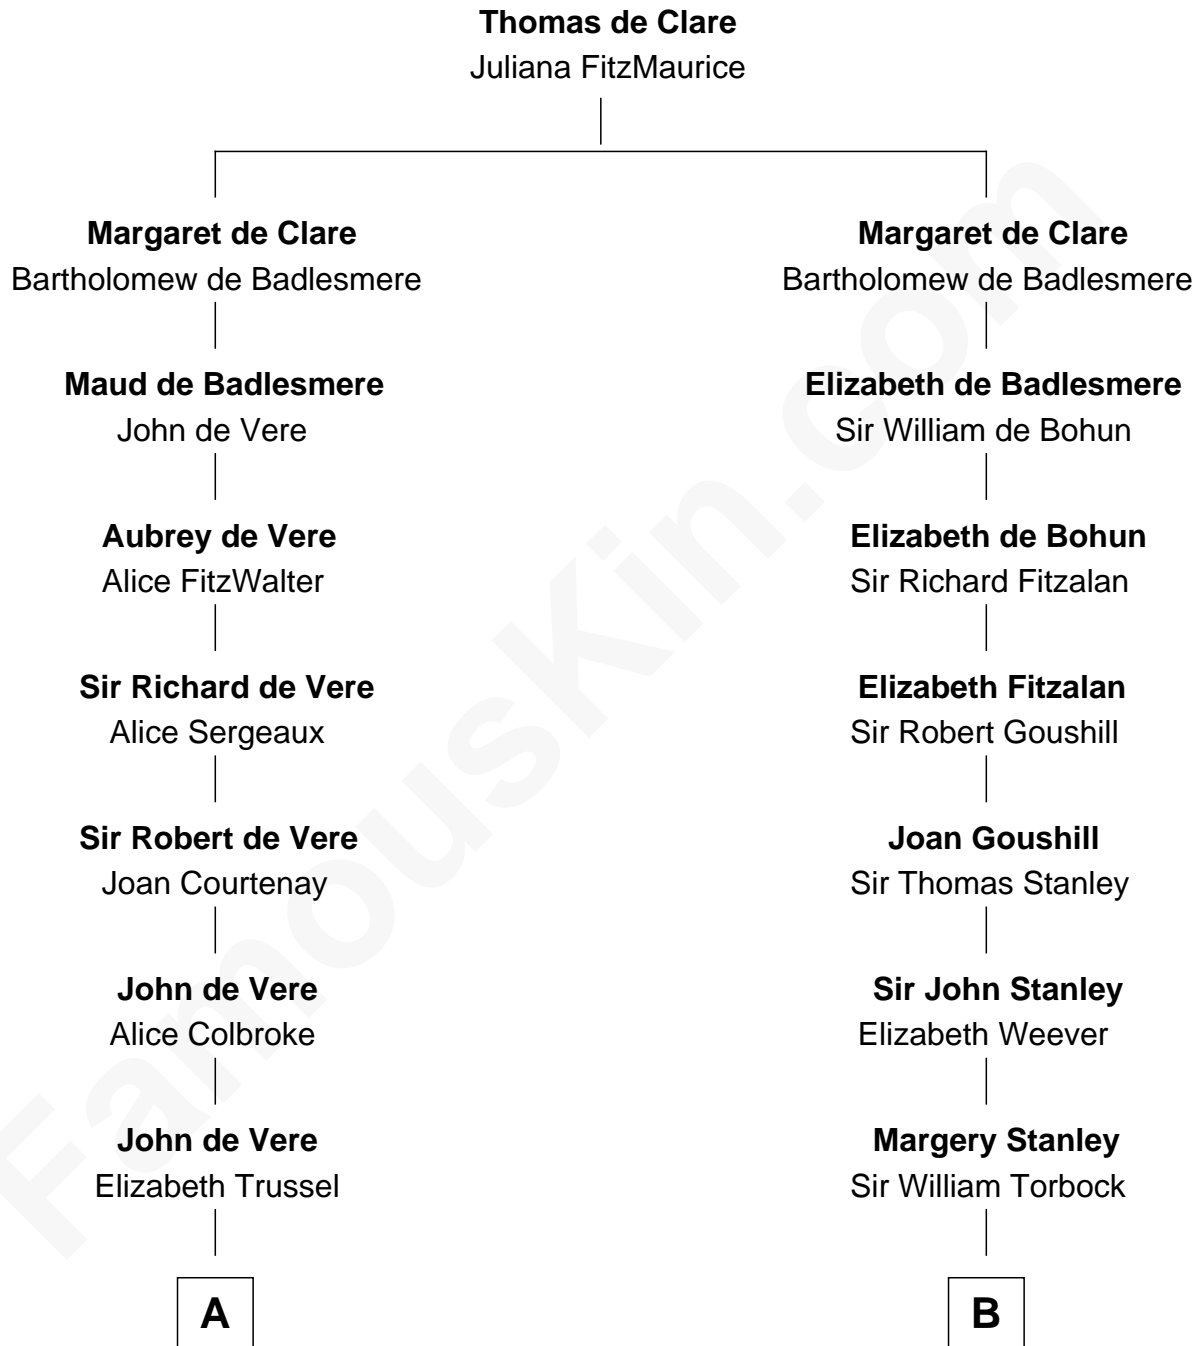 Thomas de Clare
Juliana FitzMaurice
Margaret de Clare
Bartholomew de Badlesmere
Margaret de Clare
Bartholomew de Badlesmere
Maud de Badlesmere
John de Vere
Elizabeth de Badlesmere
Sir William de Bohun
Aubrey de Vere
Alice FitzWalter
Elizabeth de Bohun
Sir Richard Fitzalan
Sir Richard de Vere
Alice Sergeaux
Elizabeth Fitzalan
Sir Robert Goushill
Sir Robert de Vere
Joan Courtenay
Joan Goushill
Sir Thomas Stanley
John de Vere
Alice Colbroke
Sir John Stanley
Elizabeth Weever
John de Vere
Elizabeth Trussel
Margery Stanley
Sir William Torbock
A
B
FamousKin.com